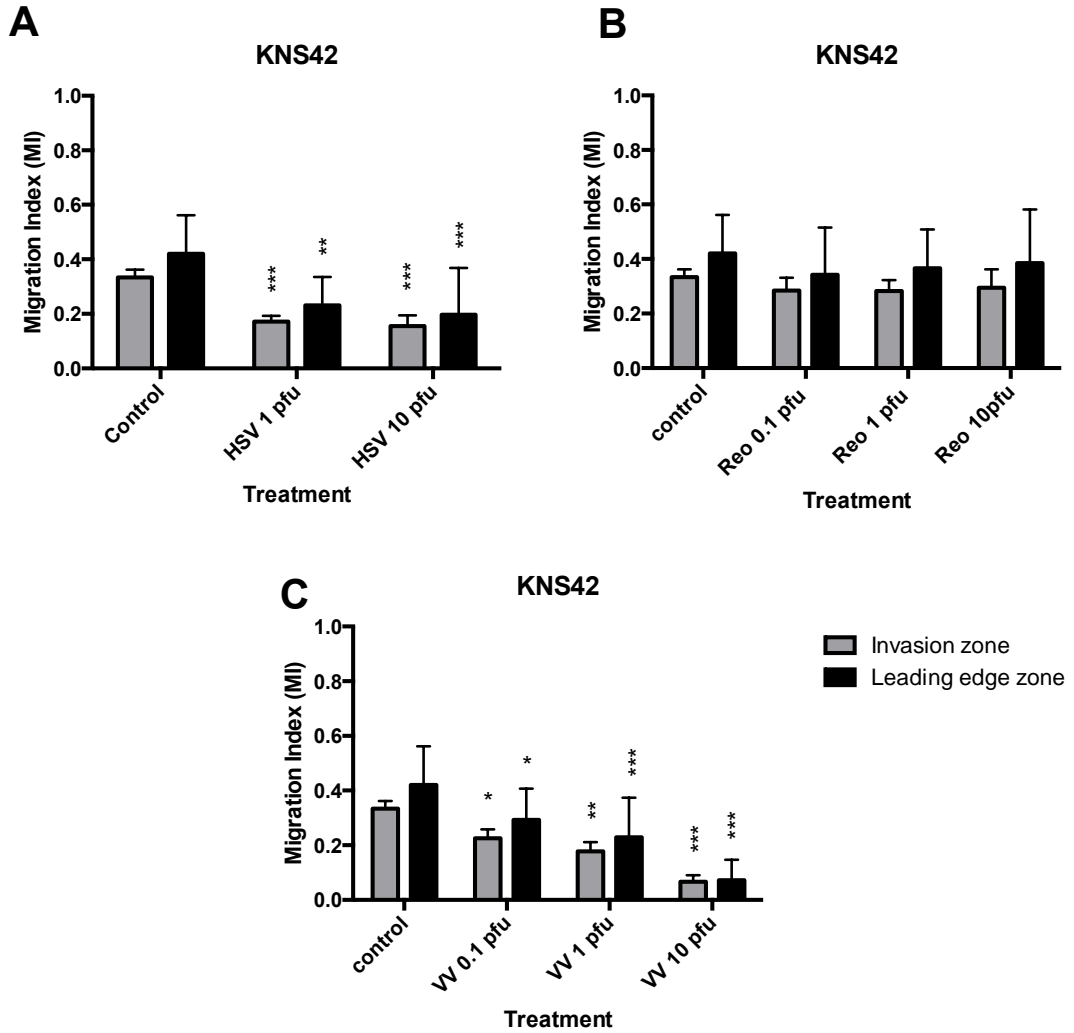 A
KNS42
Migration Index (MI)
1.0
0.8
0.6
0.4
0.2
0.0
***
**
***
***
Control
HSV 1 pfu
HSV 10 pfu
Treatment
B
KNS42
Migration Index (MI)
1.0
0.8
0.6
0.4
0.2
0.0
control
Reo 0.1 pfu
Reo 1 pfu
Reo 10pfu
Treatment
C
KNS42
Migration Index (MI)
1.0
0.8
0.6
0.4
0.2
0.0
*
*
**
***
***
***
control
VV 0.1 pfu
VV 1 pfu
VV 10 pfu
Treatment
Invasion zone
Leading edge zone